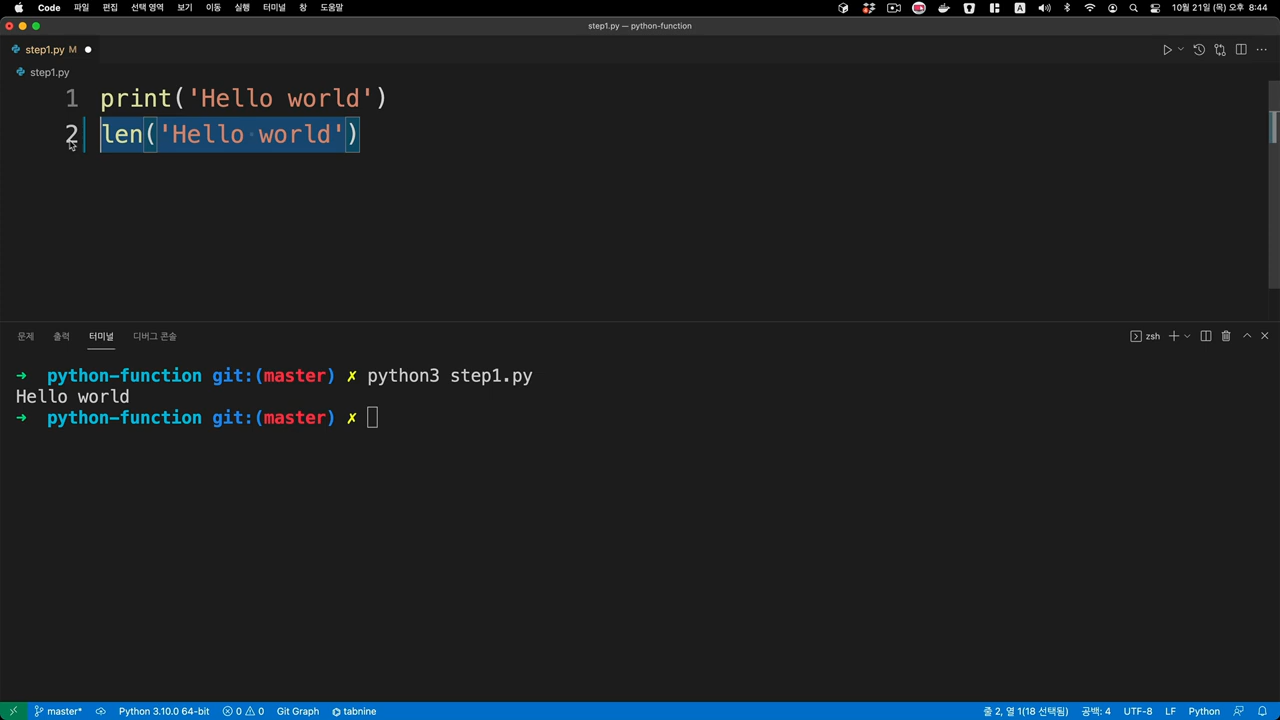 Code 파일 편집 선택 영역 보기 이동 실행 터미널 창 도움말 A 10월 21일 (목) 오후 8:44
step1.py — python-function
step1.py M
step1.py
1 print('Hello world')
2 len('Hello world')
문제 출력 터미널 디버그 콘솔 zsh
➜ python-function git:(master) ✗ python3 step1.py
Hello world
➜ python-function git:(master) ✗
master* Python 3.10.0 64-bit 0 0 Git Graph tabnine 줄 2, 열 1(18 선택됨) 공백: 4 UTF-8 LF Python